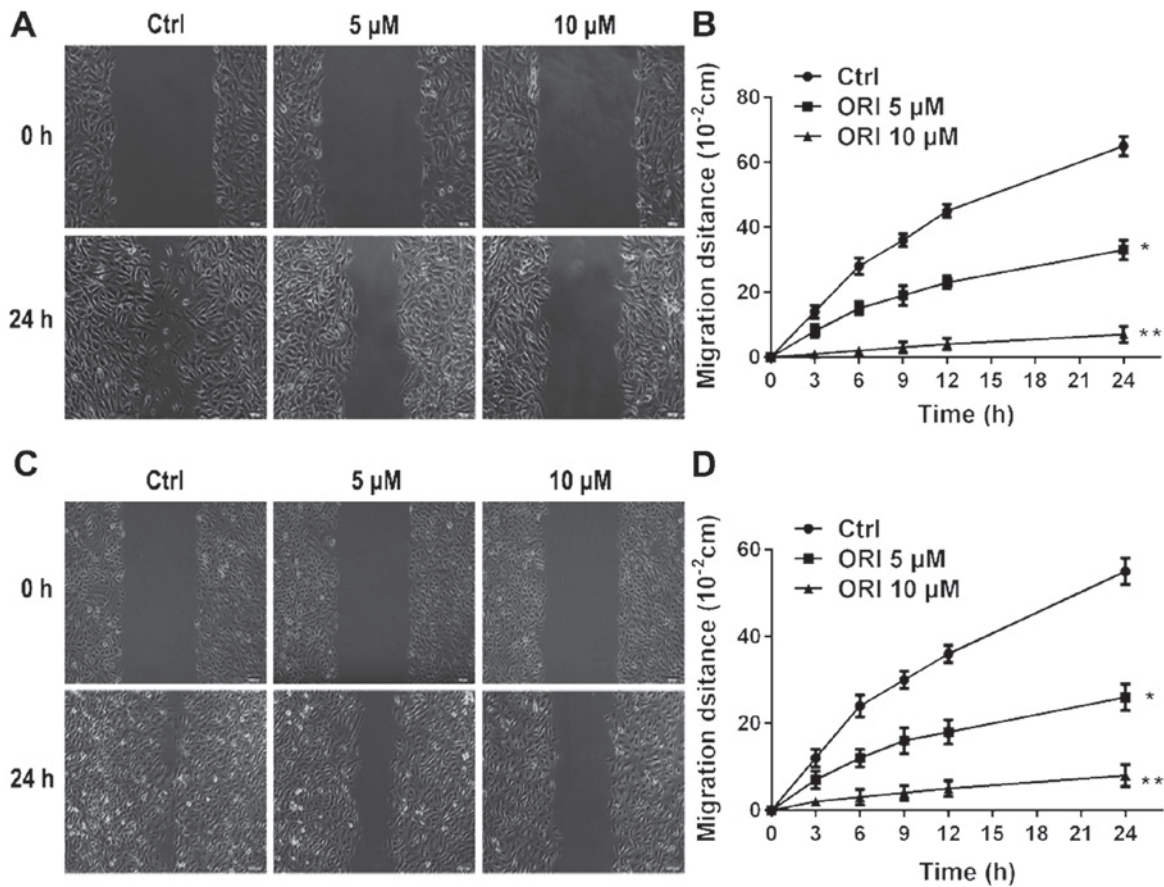 A
Ctrl
5 µM
10 µM
0 h
24 h
B
Ctrl
ORI 5 µM
ORI 10 µM
Migration dsitance (10⁻²cm)
80
60
40
20
0
0 3 6 9 12 15 18 21 24
Time (h)
*
**
C
Ctrl
5 µM
10 µM
0 h
24 h
D
Ctrl
ORI 5 µM
ORI 10 µM
Migration dsitance (10⁻²cm)
60
40
20
0
0 3 6 9 12 15 18 21 24
Time (h)
*
**